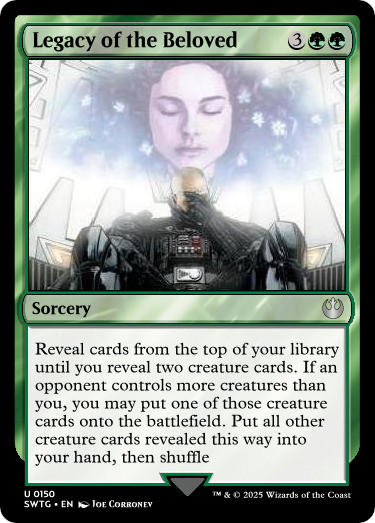 Legacy of the Beloved 3
Sorcery
Reveal cards from the top of your library
until you reveal two creature cards. If an
opponent controls more creatures than
you, you may put one of those creature
cards onto the battlefield. Put all other
creature cards revealed this way into
your hand, then shuffle
U 0150
SWTG • EN Joe Corroney
™ & © 2025 Wizards of the Coast